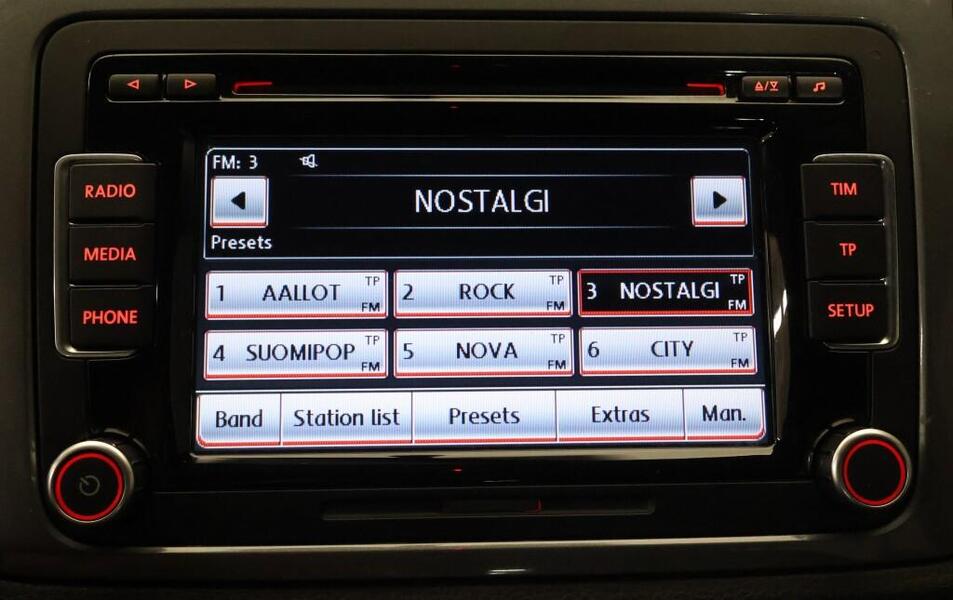 FM: 3
NOSTALGI
Presets
RADIO
MEDIA
PHONE
TIM
TP
SETUP
1 AALLOT TP FM
2 ROCK TP FM
3 NOSTALGI TP FM
4 SUOMIPOP TP FM
5 NOVA TP FM
6 CITY TP FM
Band Station list Presets Extras Man.